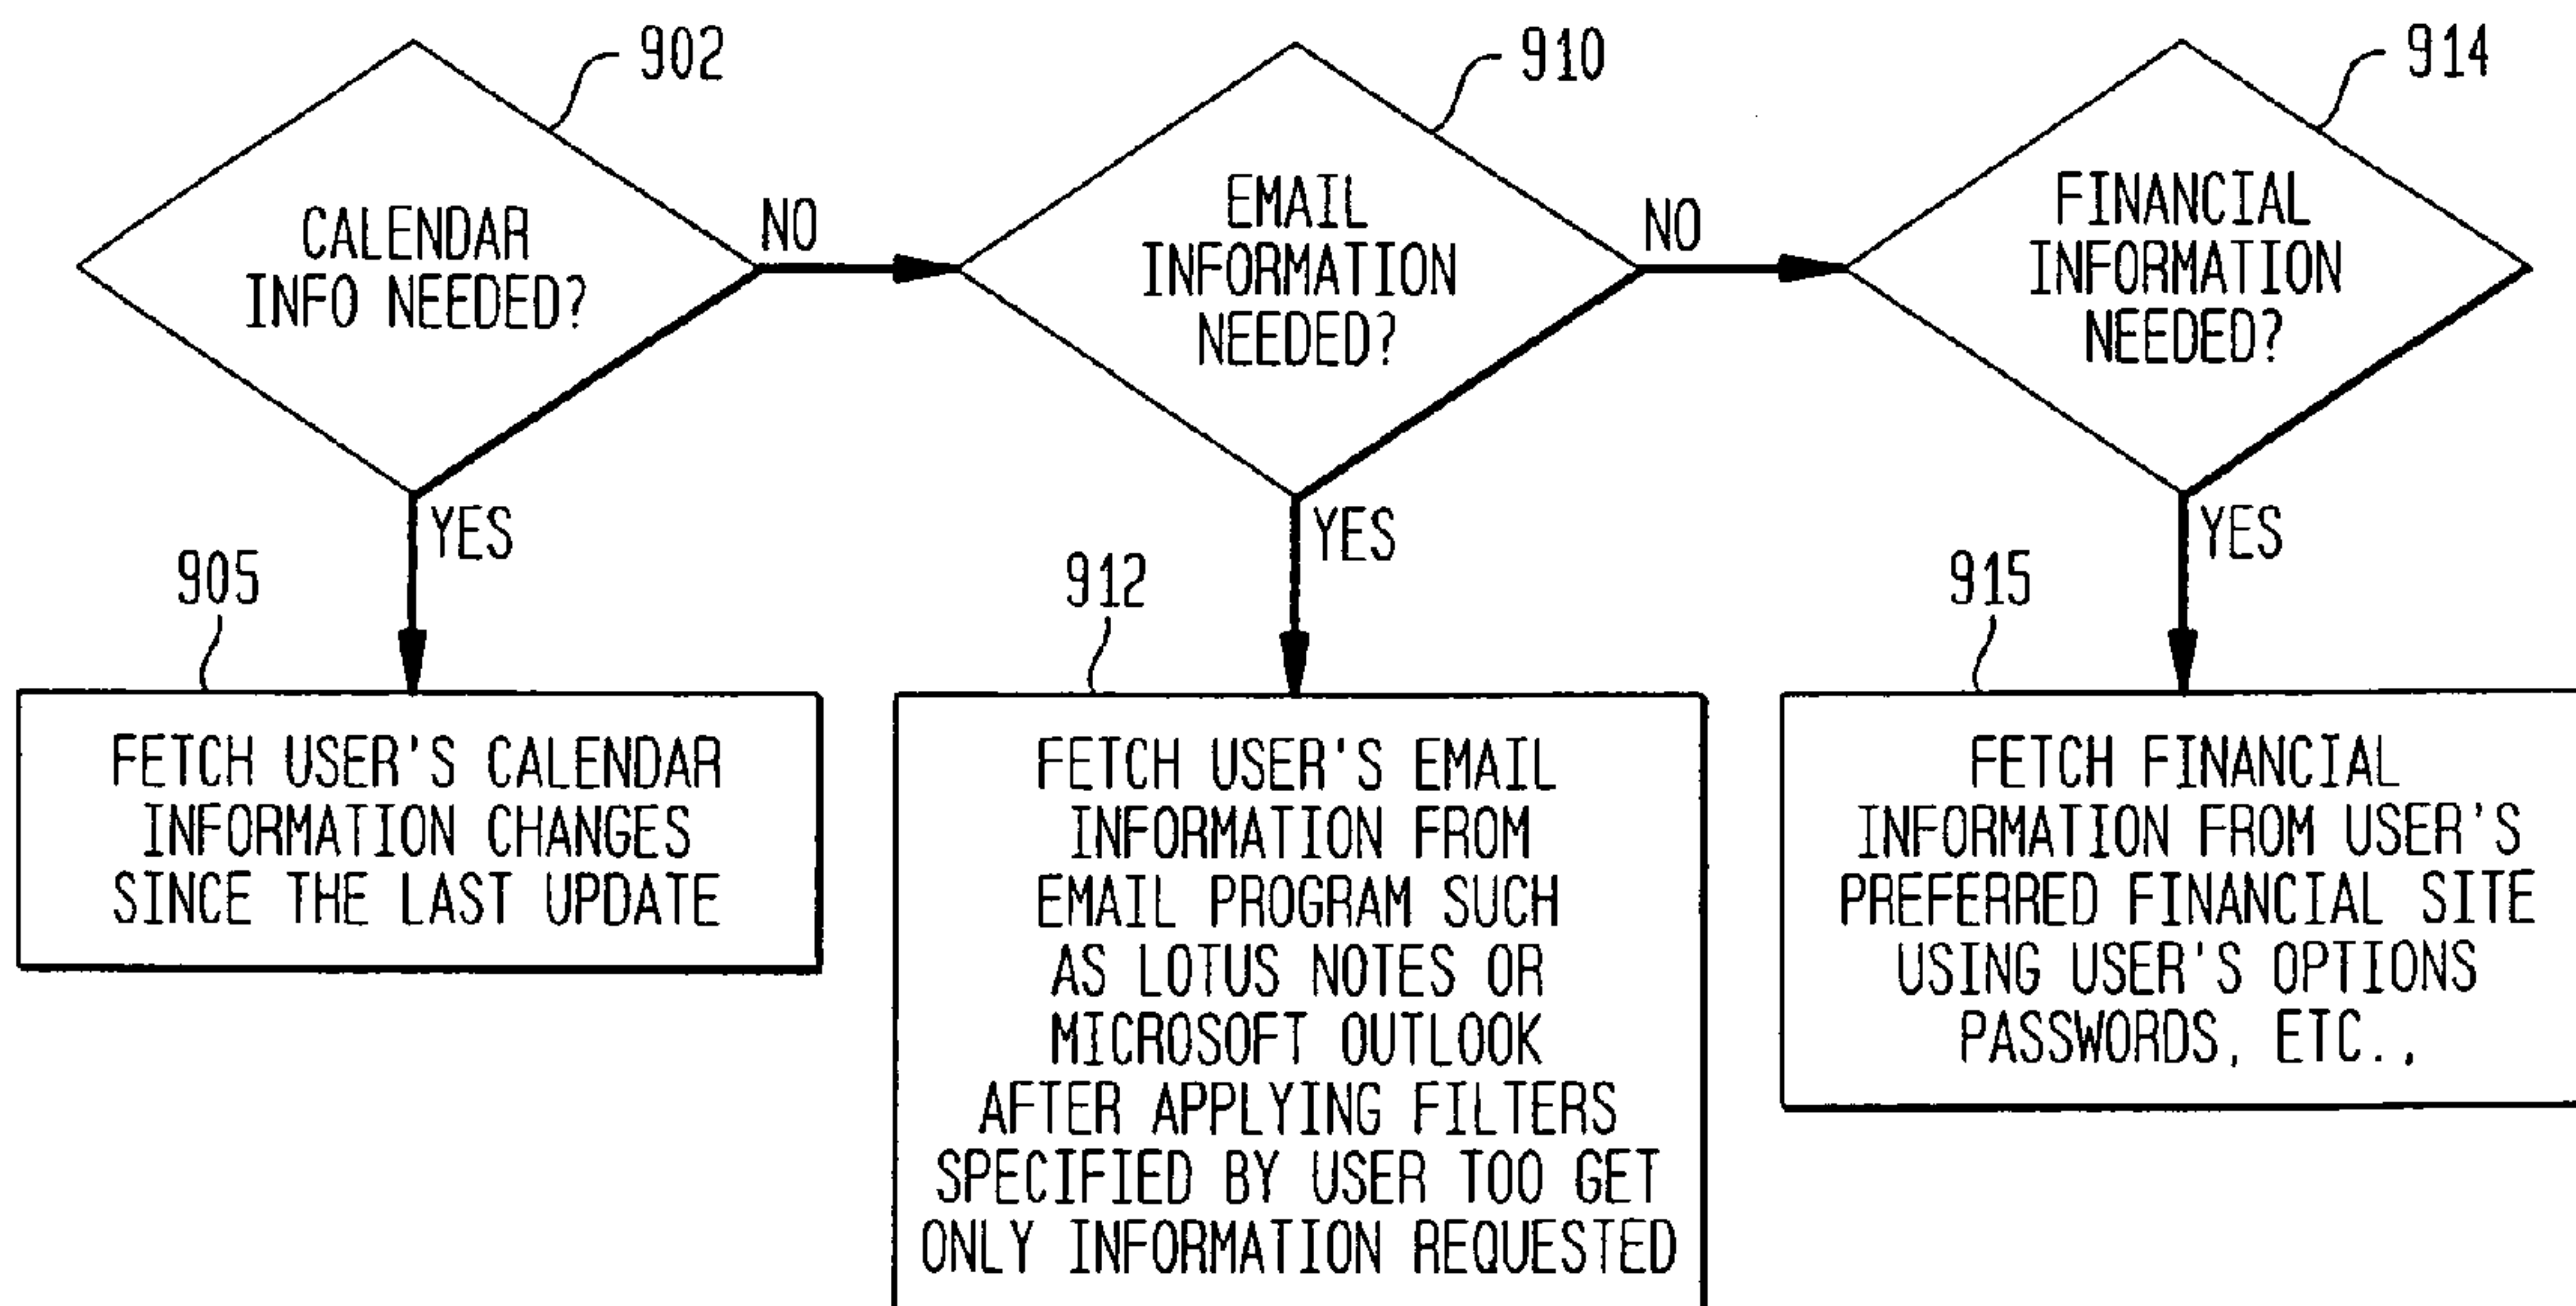 902
CALENDAR
INFO NEEDED?
NO
YES
905
FETCH USER'S CALENDAR
INFORMATION CHANGES
SINCE THE LAST UPDATE
910
EMAIL
INFORMATION
NEEDED?
NO
YES
912
FETCH USER'S EMAIL
INFORMATION FROM
EMAIL PROGRAM SUCH
AS LOTUS NOTES OR
MICROSOFT OUTLOOK
AFTER APPLYING FILTERS
SPECIFIED BY USER TOO GET
ONLY INFORMATION REQUESTED
914
FINANCIAL
INFORMATION
NEEDED?
YES
915
FETCH FINANCIAL
INFORMATION FROM USER'S
PREFERRED FINANCIAL SITE
USING USER'S OPTIONS
PASSWORDS, ETC.,